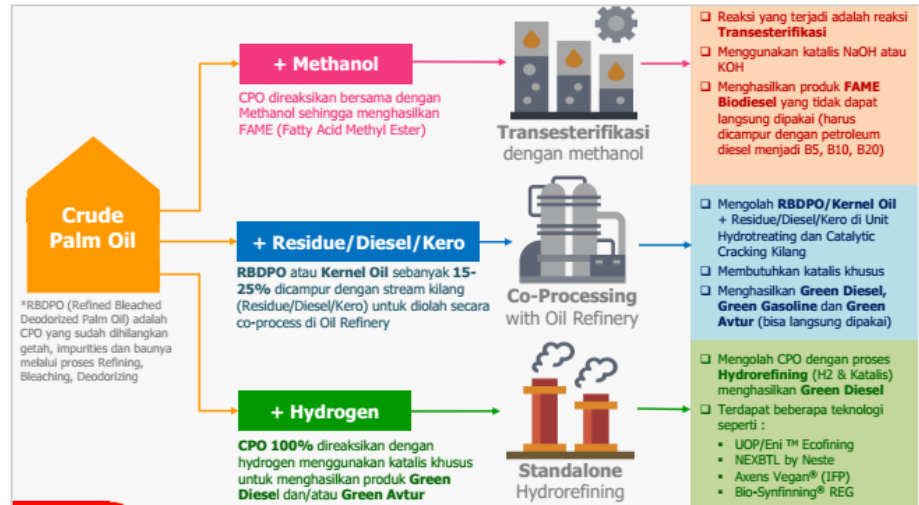 Crude
Palm Oil
*RBDPO (Refined Bleached
Deodorized Palm Oil) adalah
CPO yang sudah dihilangkan
getah, impurities dan baunya
melalui proses Refining,
Bleaching, Deodorizing
+ Methanol
CPO direaksikan bersama dengan
Methanol sehingga menghasilkan
FAME (Fatty Acid Methyl Ester)
Transesterifikasi
dengan methanol
❑ Reaksi yang terjadi adalah reaksi
Transesterifikasi
❑ Menggunakan katalis NaOH atau
KOH
❑ Menghasilkan produk FAME
Biodiesel yang tidak dapat
langsung dipakai (harus
dicampur dengan petroleum
diesel menjadi B5, B10, B20)
+ Residue/Diesel/Kero
RBDPO atau Kernel Oil sebanyak 15-
25% dicampur dengan stream kilang
(Residue/Diesel/Kero) untuk diolah secara
co-process di Oil Refinery
Co-Processing
with Oil Refinery
❑ Mengolah RBDPO/Kernel Oil
+ Residue/Diesel/Kero di Unit
Hydrotreating dan Catalytic
Cracking Kilang
❑ Membutuhkan katalis khusus
❑ Menghasilkan Green Diesel,
Green Gasoline dan Green
Avtur (bisa langsung dipakai)
+ Hydrogen
CPO 100% direaksikan dengan
hydrogen menggunakan katalis khusus
untuk menghasilkan produk Green
Diesel dan/atau Green Avtur
Standalone
Hydrorefining
❑ Mengolah CPO dengan proses
Hydrorefining (H2 & Katalis)
menghasilkan Green Diesel
❑ Terdapat beberapa teknologi
seperti :
▪ UOP/Eni ™ Ecofining
▪ NEXBTL by Neste
▪ Axens Vegan® (IFP)
▪ Bio-Synfinning® REG